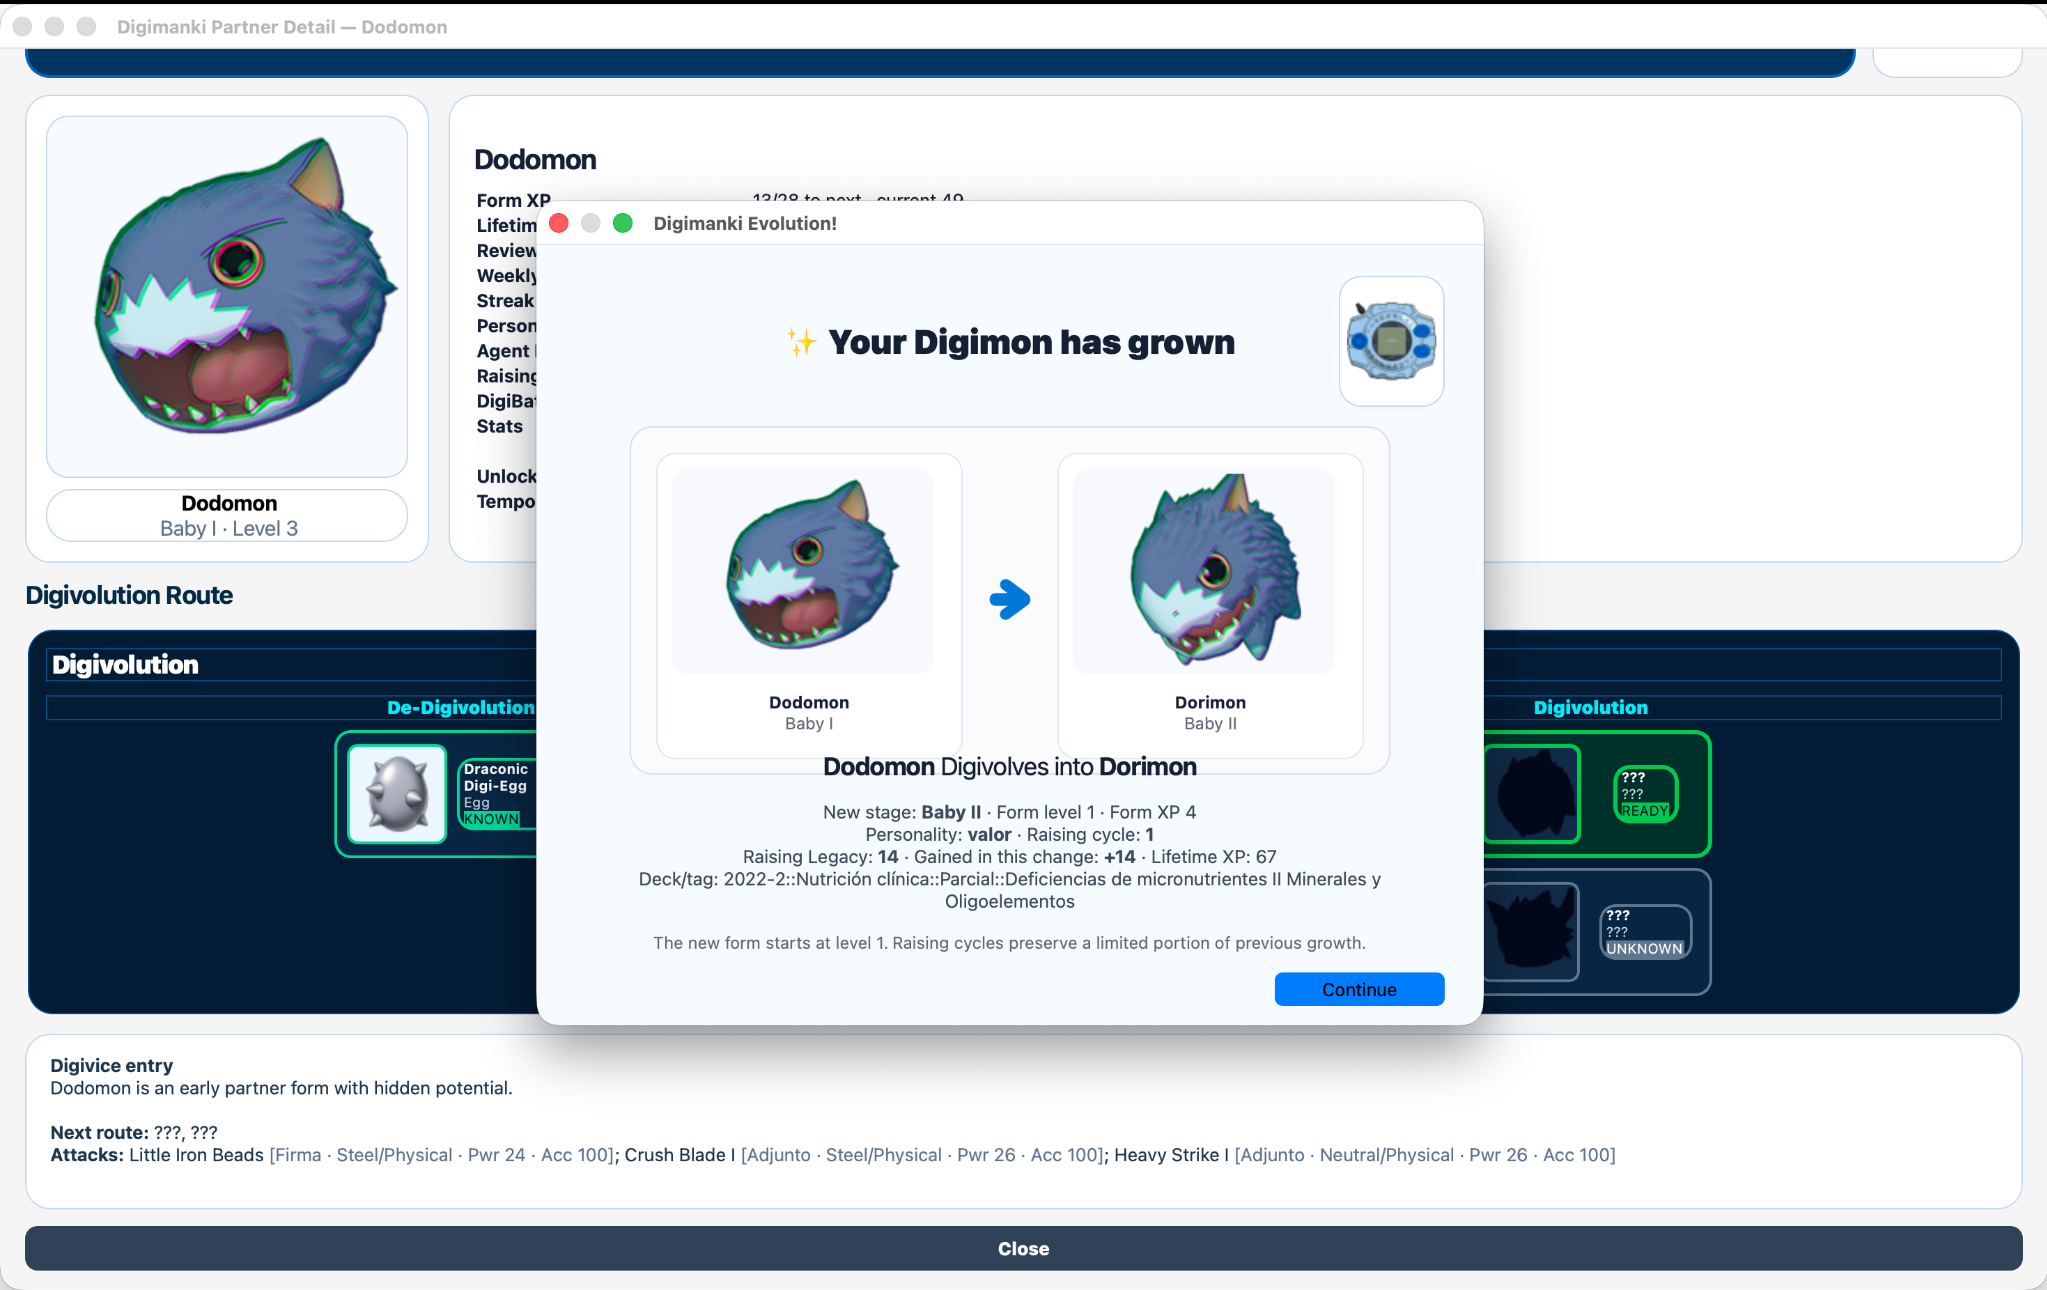 Digimanki Partner Detail — Dodomon
Dodomon
Baby I · Level 3
Dodomon
Form XP
13/28 to next · current 49
Lifetim
Review
Weekly
Streak
Person
Agent
Raising
DigiBat
Stats
Unlock
Tempo
Digimanki Evolution!
✨ Your Digimon has grown
Dodomon
Baby I
Dorimon
Baby II
Dodomon Digivolves into Dorimon
New stage: Baby II · Form level 1 · Form XP 4
Personality: valor · Raising cycle: 1
Raising Legacy: 14 · Gained in this change: +14 · Lifetime XP: 67
Deck/tag: 2022-2::Nutrición clínica::Parcial::Deficiencias de micronutrientes II Minerales y
Oligoelementos
The new form starts at level 1. Raising cycles preserve a limited portion of previous growth.
Continue
Digivolution Route
Digivolution
De-Digivolution
Draconic
Digi-Egg
Egg
KNOWN
Digivolution
???
???
READY
???
???
UNKNOWN
Digivice entry
Dodomon is an early partner form with hidden potential.
Next route: ???, ???
Attacks: Little Iron Beads [Firma · Steel/Physical · Pwr 24 · Acc 100]; Crush Blade I [Adjunto · Steel/Physical · Pwr 26 · Acc 100]; Heavy Strike I [Adjunto · Neutral/Physical · Pwr 26 · Acc 100]
Close